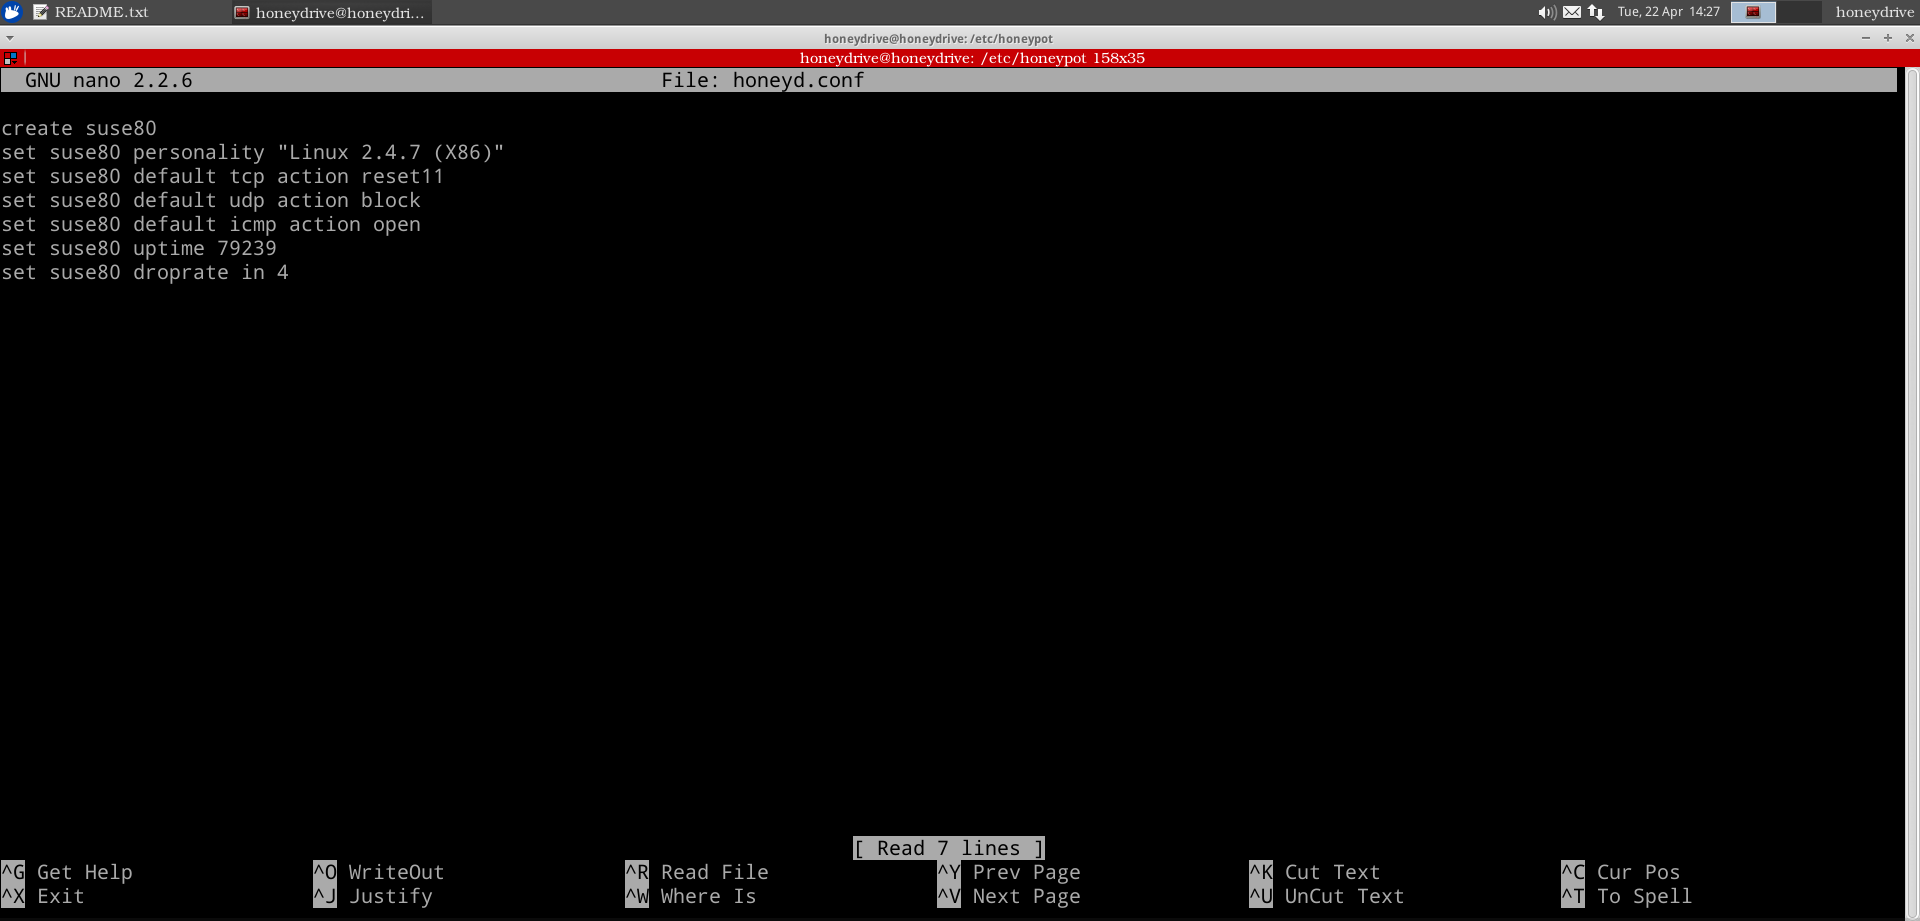 README.txt honeydrive@honeydri... Tue, 22 Apr 14:27 honeydrive
honeydrive@honeydrive: /etc/honeypot
honeydrive@honeydrive: /etc/honeypot 158x35
GNU nano 2.2.6 File: honeyd.conf
create suse80
set suse80 personality "Linux 2.4.7 (X86)"
set suse80 default tcp action reset11
set suse80 default udp action block
set suse80 default icmp action open
set suse80 uptime 79239
set suse80 droprate in 4
[ Read 7 lines ]
^G Get Help ^O WriteOut ^R Read File ^Y Prev Page ^K Cut Text ^C Cur Pos
^X Exit ^J Justify ^W Where Is ^V Next Page ^U UnCut Text ^T To Spell